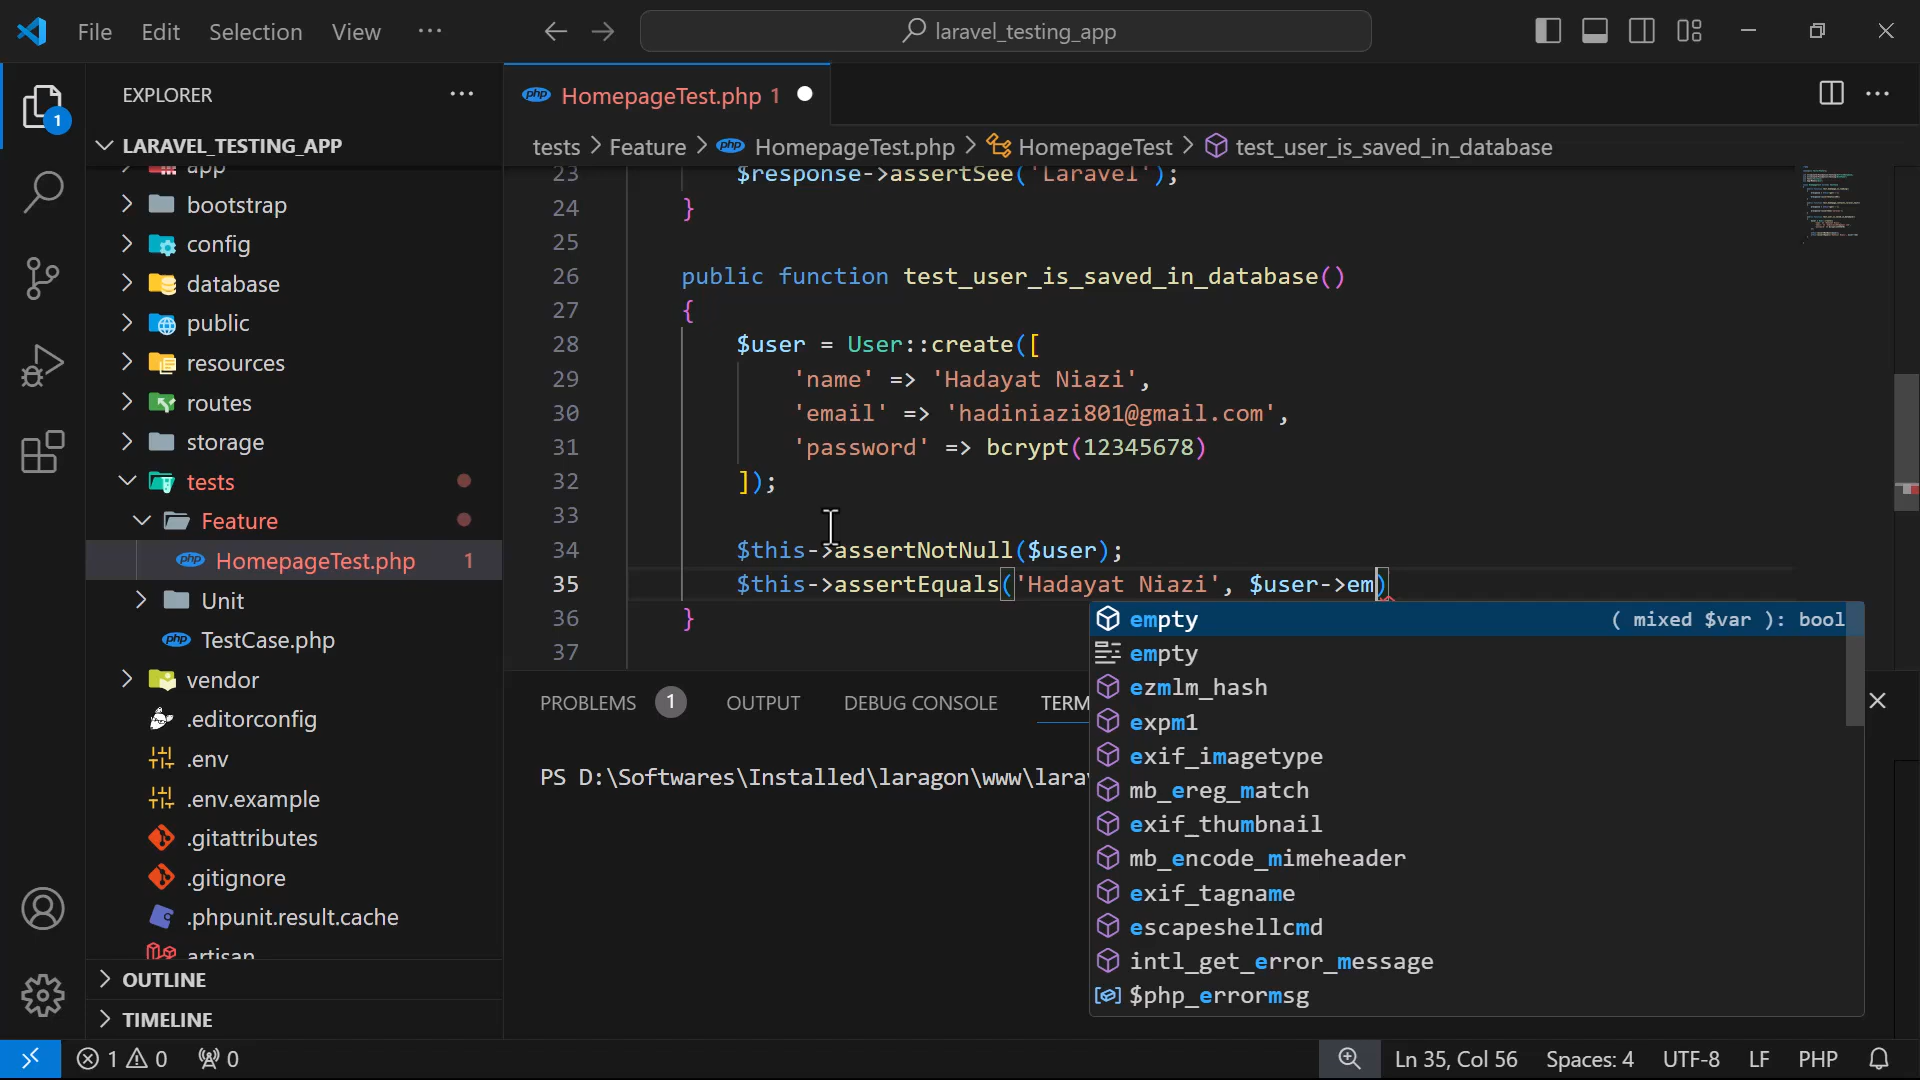 File Edit Selection View ··· laravel_testing_app
EXPLORER
LARAVEL_TESTING_APP
app
bootstrap
config
database
public
resources
routes
storage
tests
Feature
HomepageTest.php 1
Unit
TestCase.php
vendor
.editorconfig
.env
.env.example
.gitattributes
.gitignore
.phpunit.result.cache
artisan
OUTLINE
TIMELINE
1
php HomepageTest.php 1
tests > Feature > php HomepageTest.php > HomepageTest > test_user_is_saved_in_database
23 $response->assertSee('Laravel');
24 }
25
26 public function test_user_is_saved_in_database()
27 {
28 $user = User::create([
29 'name' => 'Hadayat Niazi',
30 'email' => 'hadiniazi801@gmail.com',
31 'password' => bcrypt(12345678)
32 ]);
33
34 $this->assertNotNull($user);
35 $this->assertEquals('Hadayat Niazi', $user->em)
36 }
37
empty ( mixed $var ): bool
empty
ezmlm_hash
expm1
exif_imagetype
mb_ereg_match
exif_thumbnail
mb_encode_mimeheader
exif_tagname
escapeshellcmd
intl_get_error_message
$php_errormsg
PROBLEMS 1 OUTPUT DEBUG CONSOLE TERM
PS D:\Softwares\Installed\laragon\www\lara
1 0 0 Ln 35, Col 56 Spaces: 4 UTF-8 LF PHP